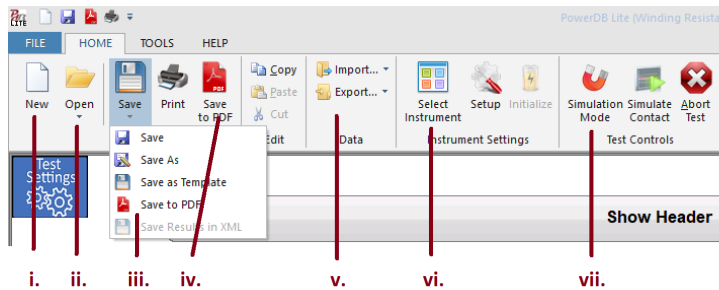 LITE
PowerDB Lite (Winding Resista
FILE HOME TOOLS HELP
New Open Save Print Save to PDF
Copy
Paste
Cut
Edit
Import...
Export...
Data
Select Instrument Setup Initialize
Instrument Settings
Simulation Mode Simulate Contact Abort Test
Test Controls
Test
Settings
Save
Save As
Save as Template
Save to PDF
Save Results in XML
Show Header
i. ii. iii. iv. v. vi. vii.